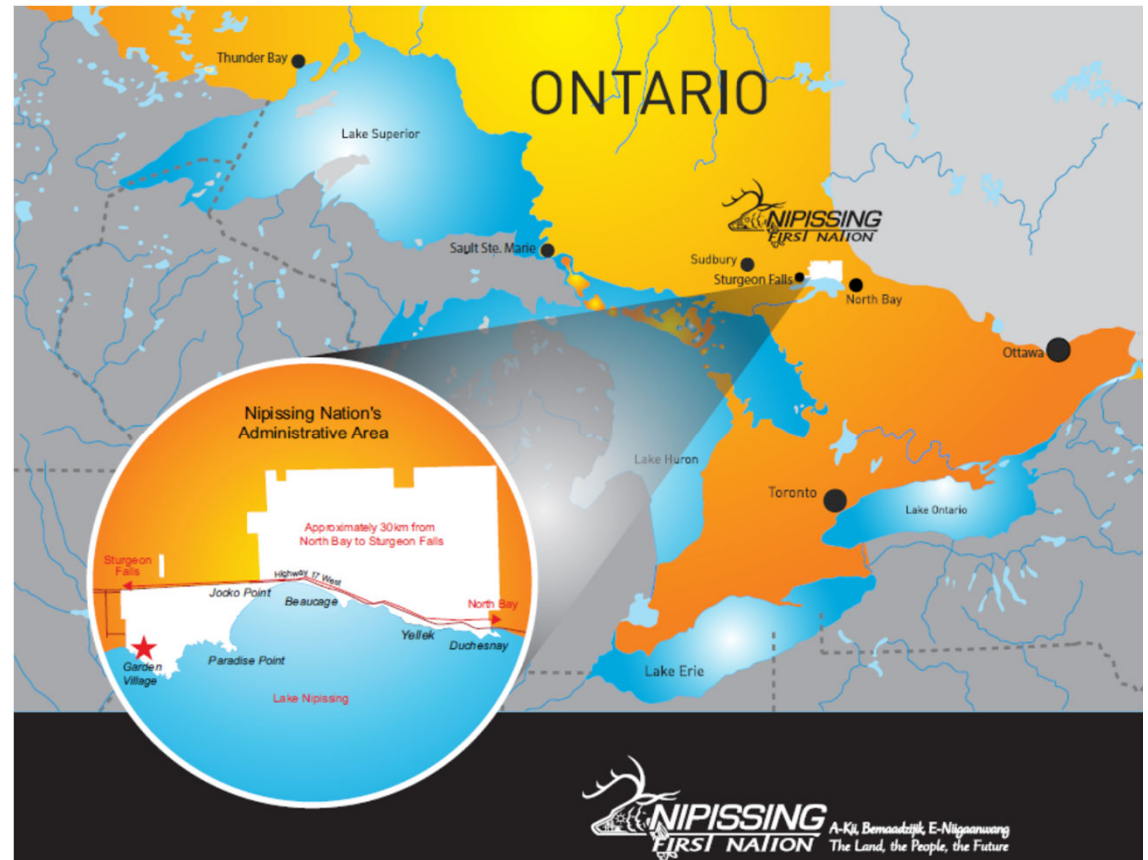 Thunder Bay
ONTARIO
Lake Superior
NIPISSING
FIRST NATION
Sault Ste. Marie
Sudbury
Sturgeon Falls
North Bay
Ottawa
Nipissing Nation's
Administrative Area
Lake Huron
Toronto
Lake Ontario
Approximately 30km from
North Bay to Sturgeon Falls
Sturgeon
Falls
Highway 17 West
Jocko Point
Beaucage
North Bay
Yellek
Duchesnay
Garden
Village
Paradise Point
Lake Erie
Lake Nipissing
NIPISSING
FIRST NATION
A-Kii, Bemaadzijik, E-Niigaanwang
The Land, the People, the Future